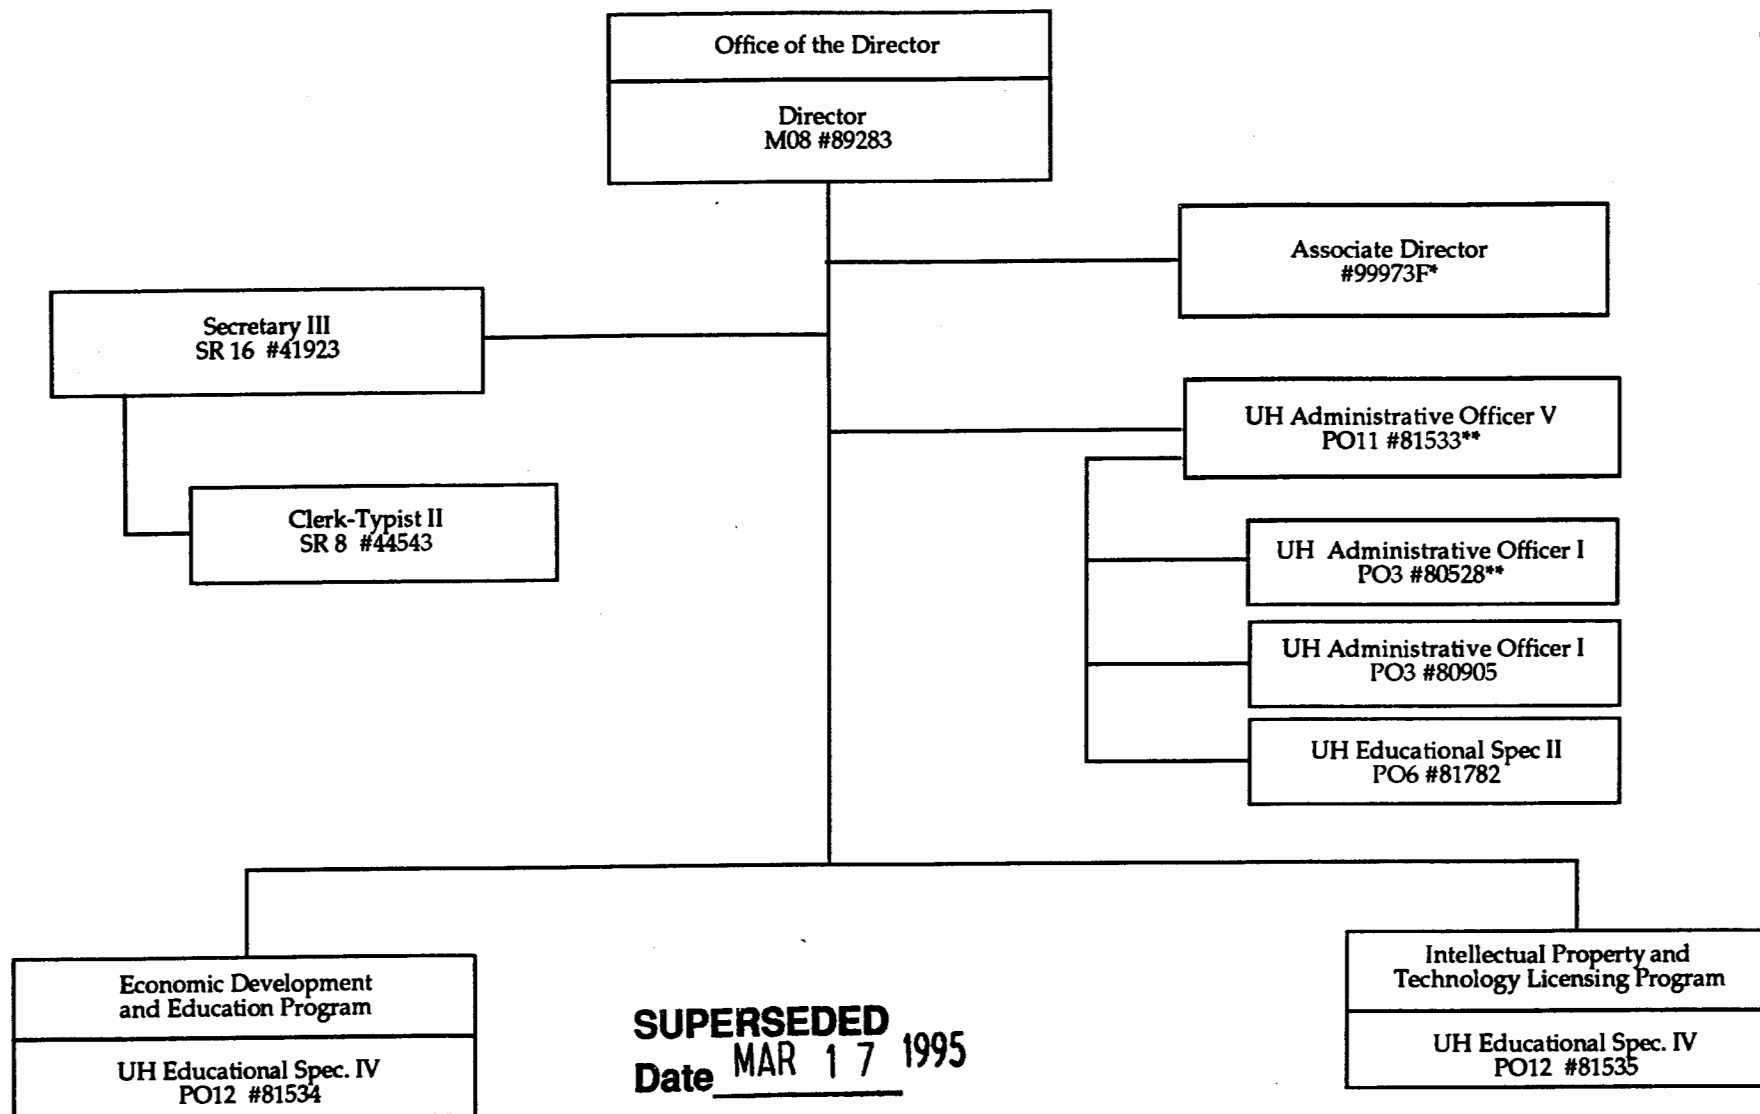 Office of the Director
Director
M08 #89283
Associate Director
#99973F*
Secretary III
SR 16 #41923
UH Administrative Officer V
PO11 #81533**
Clerk-Typist II
SR 8 #44543
UH Administrative Officer I
PO3 #80528**
UH Administrative Officer I
PO3 #80905
UH Educational Spec II
PO6 #81782
Economic Development
and Education Program
UH Educational Spec. IV
PO12 #81534
Intellectual Property and
Technology Licensing Program
UH Educational Spec. IV
PO12 #81535
SUPERSEDED
Date MAR 17 1995